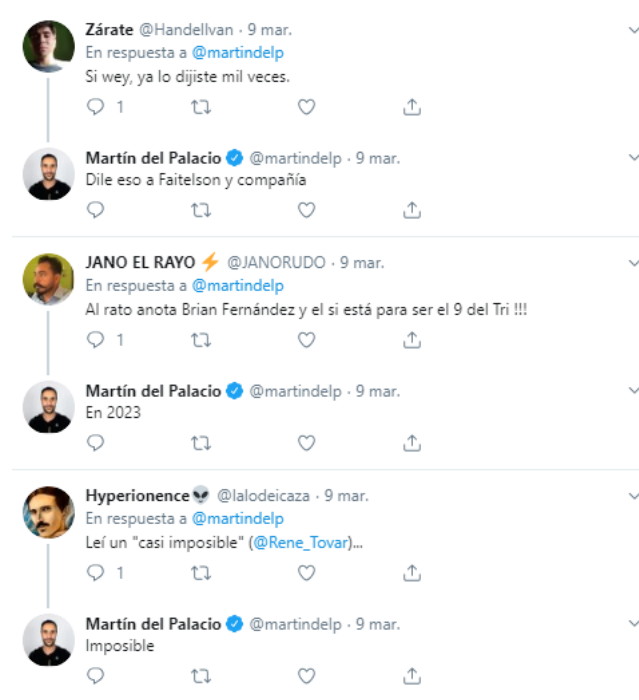 Zárate @HandelIvan · 9 mar.
En respuesta a @martindelp
Si wey, ya lo dijiste mil veces.
1
Martín del Palacio @martindelp · 9 mar.
Dile eso a Faitelson y compañía
JANO EL RAYO ⚡ @JANORUDO · 9 mar.
En respuesta a @martindelp
Al rato anota Brian Fernández y el si está para ser el 9 del Tri !!!
1
Martín del Palacio @martindelp · 9 mar.
En 2023
Hyperionence👽 @lalodeicaza · 9 mar.
En respuesta a @martindelp
Leí un "casi imposible" (@Rene_Tovar)...
1
Martín del Palacio @martindelp · 9 mar.
Imposible